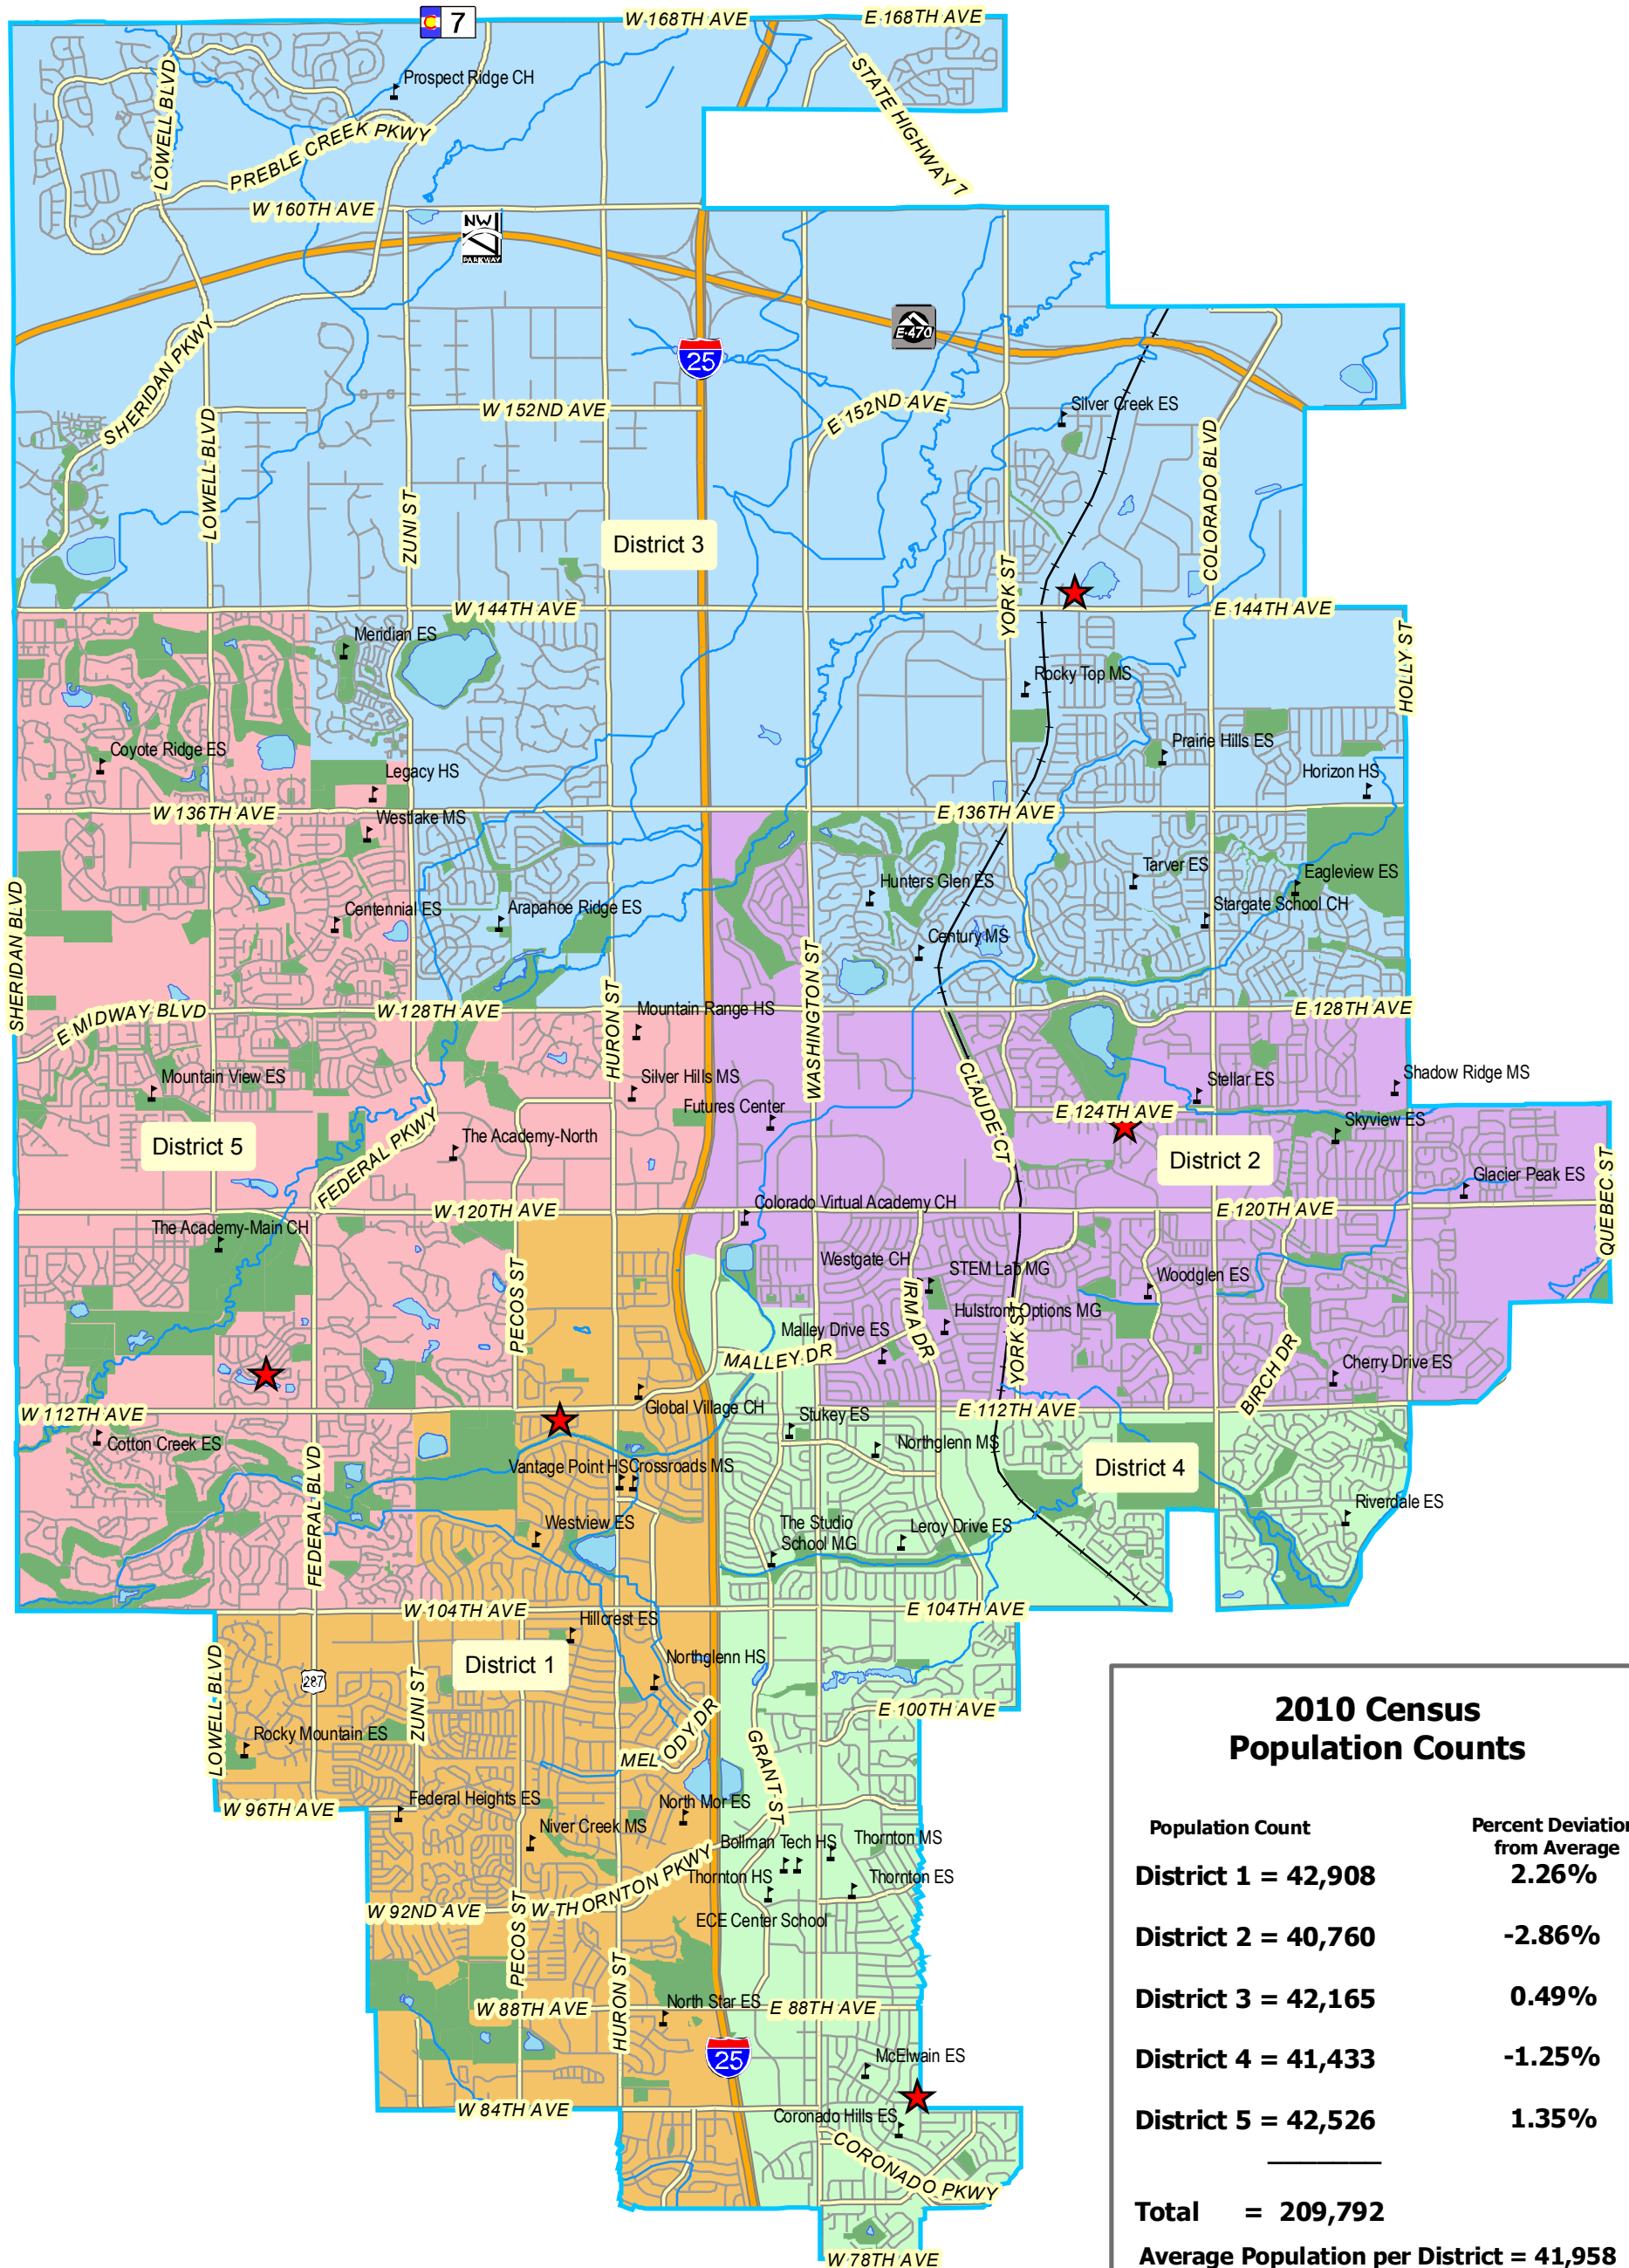 7
W 168TH AVE
E 168TH AVE
LOWELL BLVD
Prospect Ridge CH
STATE HIGHWAY 7
PREBLE CREEK PKWY
W 160TH AVE
NW
PARKWAY
E-470
25
SHERIDAN PKWY
LOWELL BLVD
W 152ND AVE
E 152ND AVE
Silver Creek ES
COLORADO BLVD
ZUNI ST
District 3
YORK ST
W 144TH AVE
E 144TH AVE
Meridian ES
HOLLY ST
Rocky Top MS
Coyote Ridge ES
Prairie Hills ES
Legacy HS
Horizon HS
W 136TH AVE
E 136TH AVE
Westlake MS
Tarver ES
Hunters Glen ES
Eagleview ES
SHERIDAN BLVD
Centennial ES
Arapahoe Ridge ES
Stargate School CH
Century MS
WASHINGTON ST
HURON ST
E MIDWAY BLVD
W 128TH AVE
Mountain Range HS
E 128TH AVE
Mountain View ES
Silver Hills MS
CLAUDE CT
Stellar ES
Shadow Ridge MS
Futures Center
E 124TH AVE
Skyview ES
District 5
The Academy-North
District 2
FEDERAL PKWY
Glacier Peak ES
QUEBEC ST
Colorado Virtual Academy CH
W 120TH AVE
E 120TH AVE
The Academy-Main CH
Westgate CH
STEM Lab MG
Woodglen ES
PECOS ST
IRMA DR
Hulstrom Options MG
YORK ST
Malley Drive ES
MALLEY DR
BIRCH DR
Cherry Drive ES
W 112TH AVE
Global Village CH
E 112TH AVE
Stukey ES
Cotton Creek ES
Northglenn MS
District 4
FEDERAL BLVD
Vantage Point HS
Crossroads MS
Westview ES
The Studio
School MG
Leroy Drive ES
Riverdale ES
W 104TH AVE
E 104TH AVE
Hillcrest ES
District 1
Northglenn HS
LOWELL BLVD
287
ZUNI ST
E 100TH AVE
Rocky Mountain ES
MELODY DR
GRANT ST
W 96TH AVE
Federal Heights ES
North Mor ES
Niver Creek MS
Bollman Tech HS
Thornton MS
Thornton HS
Thornton ES
W 92ND AVE
W THORNTON PKWY
ECE Center School
PECOS ST
HURON ST
W 88TH AVE
North Star ES
E 88TH AVE
25
McElwain ES
W 84TH AVE
Coronado Hills ES
CORONADO PKWY
W 78TH AVE
2010 Census
Population Counts
Population Count
Percent Deviation
from Average
District 1 = 42,908 2.26%
District 2 = 40,760 -2.86%
District 3 = 42,165 0.49%
District 4 = 41,433 -1.25%
District 5 = 42,526 1.35%
Total = 209,792
Average Population per District = 41,958